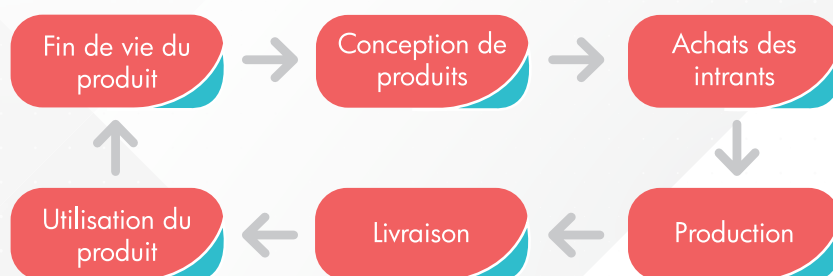 Fin de vie du
produit
Conception de
produits
Achats des
intrants
Utilisation du
produit
Livraison
Production